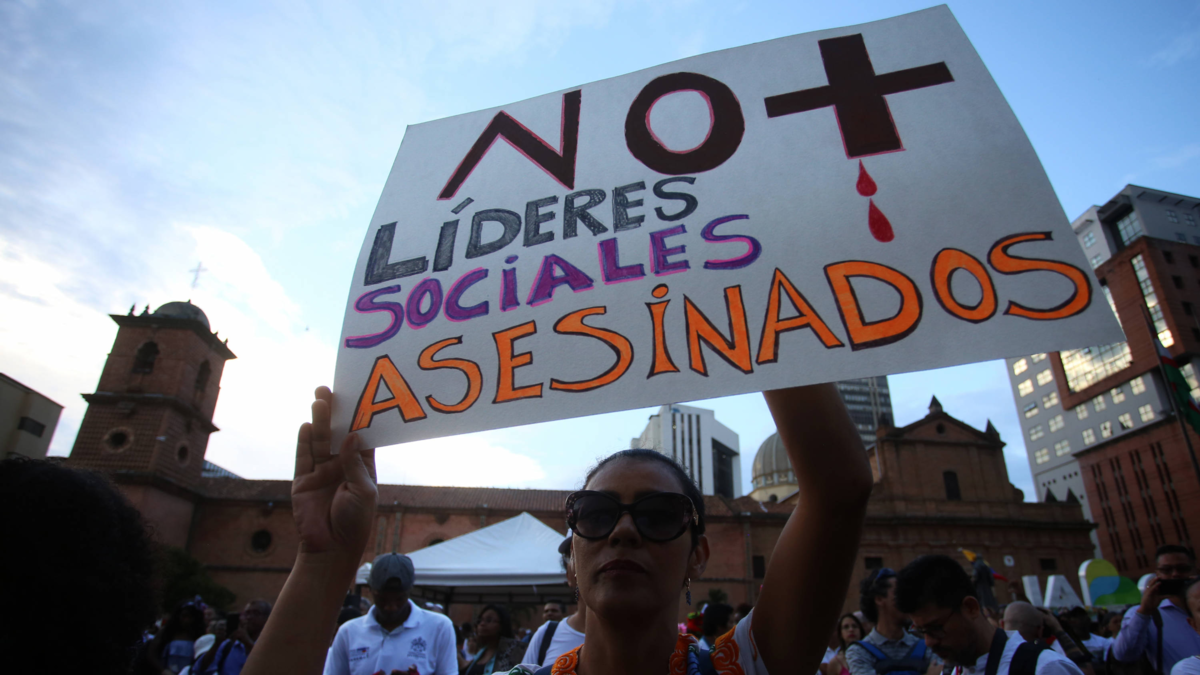 NO +
LÍDERES
SOCIALES
ASESINADOS